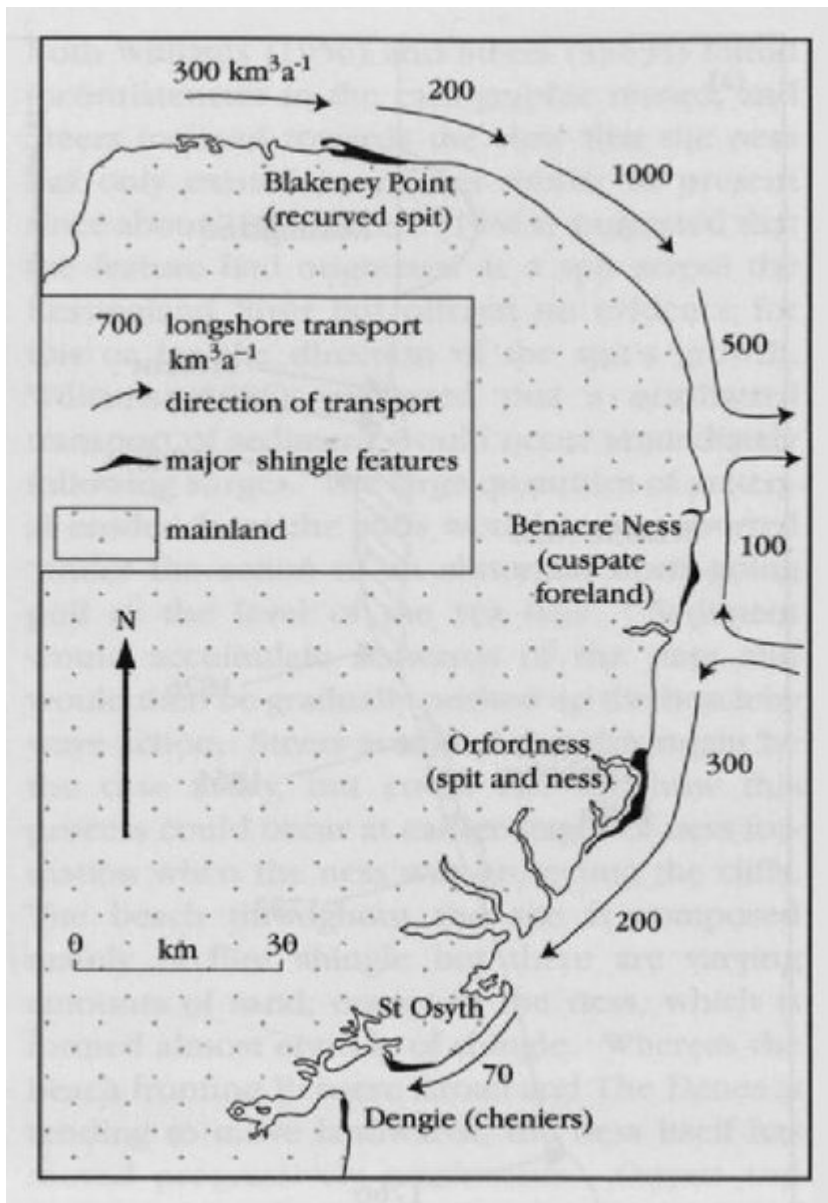 300 km³a⁻¹
200
1000
Blakeney Point
(recurved spit)
700 longshore transport
km³a⁻¹
direction of transport
major shingle features
mainland
500
Benacre Ness
(cuspate
foreland)
100
N
Orfordness
(spit and ness)
300
200
0 km 30
St Osyth
70
Dengie (cheniers)